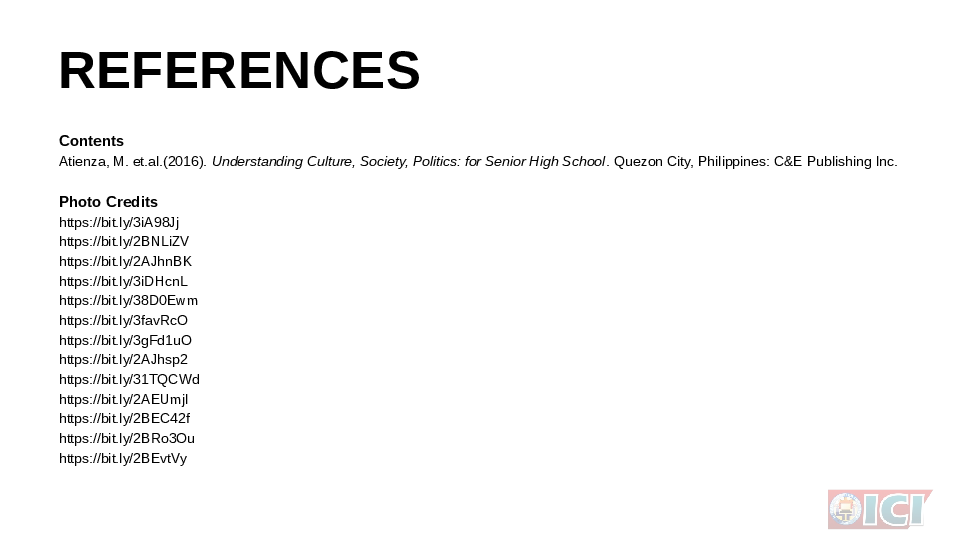 REFERENCES
Contents
Atienza, M. et.al.(2016). Understanding Culture, Society, Politics: for Senior High School. Quezon City, Philippines: C&E Publishing Inc.
Photo Credits
https://bit.ly/3iA98Jj
https://bit.ly/2BNLiZV
https://bit.ly/2AJhnBK
https://bit.ly/3iDHcnL
https://bit.ly/38D0Ewm
https://bit.ly/3favRcO
https://bit.ly/3gFd1uO
https://bit.ly/2AJhsp2
https://bit.ly/31TQCWd
https://bit.ly/2AEUmjI
https://bit.ly/2BEC42f
https://bit.ly/2BRo3Ou
https://bit.ly/2BEvtVy
ICI